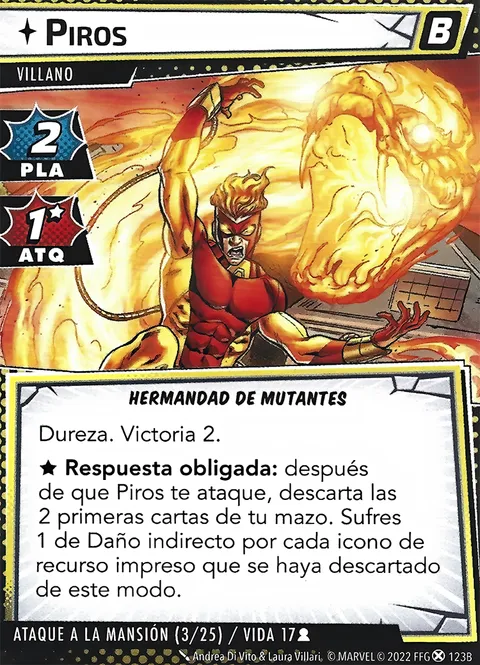 PIROS
B
VILLANO
2
PLA
1★
ATQ
HERMANDAD DE MUTANTES
Dureza. Victoria 2.
★ Respuesta obligada: después
de que Piros te ataque, descarta las
2 primeras cartas de tu mazo. Sufres
1 de Daño indirecto por cada icono de
recurso impreso que se haya descartado
de este modo.
ATAQUE A LA MANSIÓN (3/25) / VIDA 17
Andrea Di Vito & Laura Villari. © MARVEL © 2022 FFG 123B